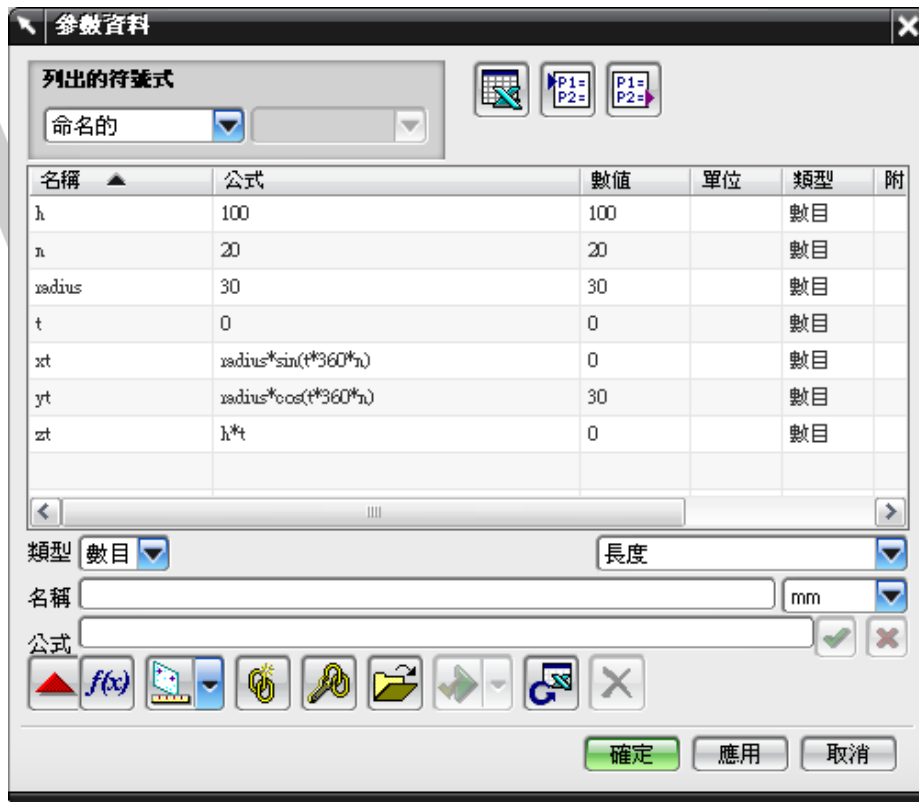 參數資料
列出的符號式
P1= P1=
P2= P2=
命名的
名稱 公式 數值 單位 類型 附
h 100 100 數目
n 20 20 數目
radius 30 30 數目
t 0 0 數目
xt radius*sin(t*360*n) 0 數目
yt radius*cos(t*360*n) 30 數目
zt h*t 0 數目
類型 數目 長度
名稱 mm
公式
f(x)
確定 應用 取消